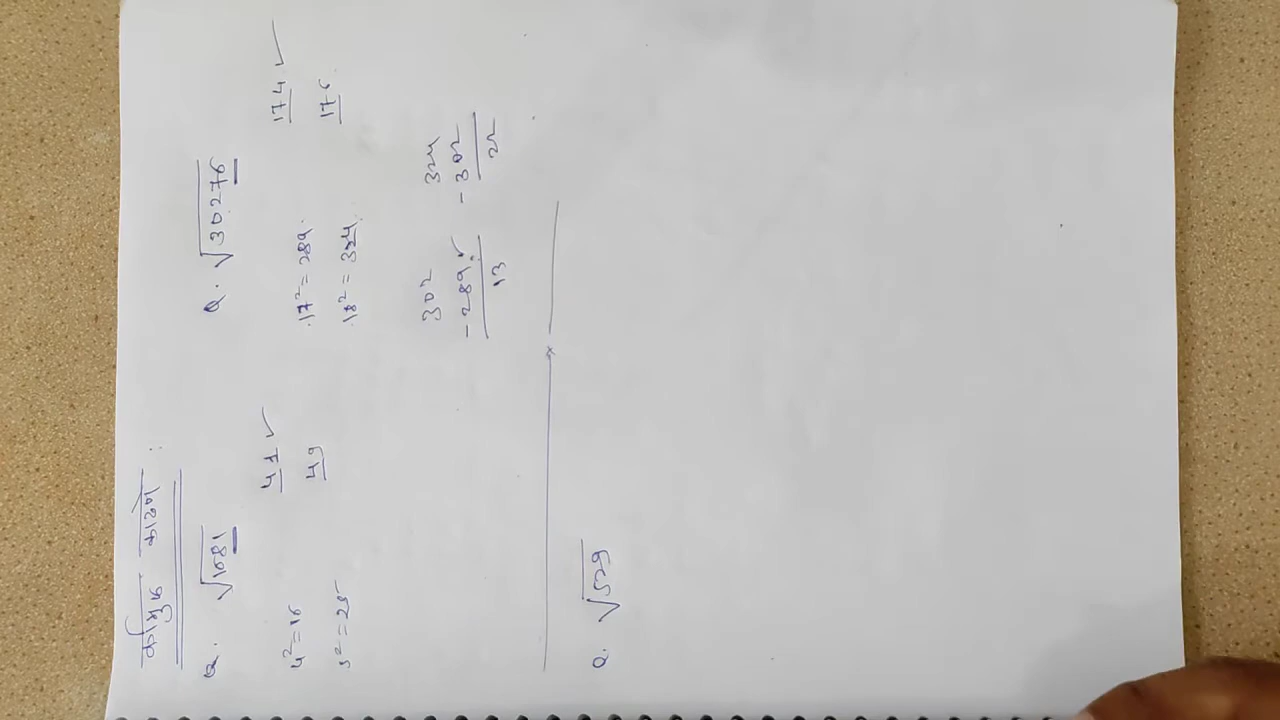 वर्गमुळ काढणे :
Q. √1681 Q. √30276
4² = 16 41 ✓ 17² = 289. 174 ✓
5² = 25 49 18² = 324. 176
302 324
- 289 ✓ - 302
13 22
Q. √529